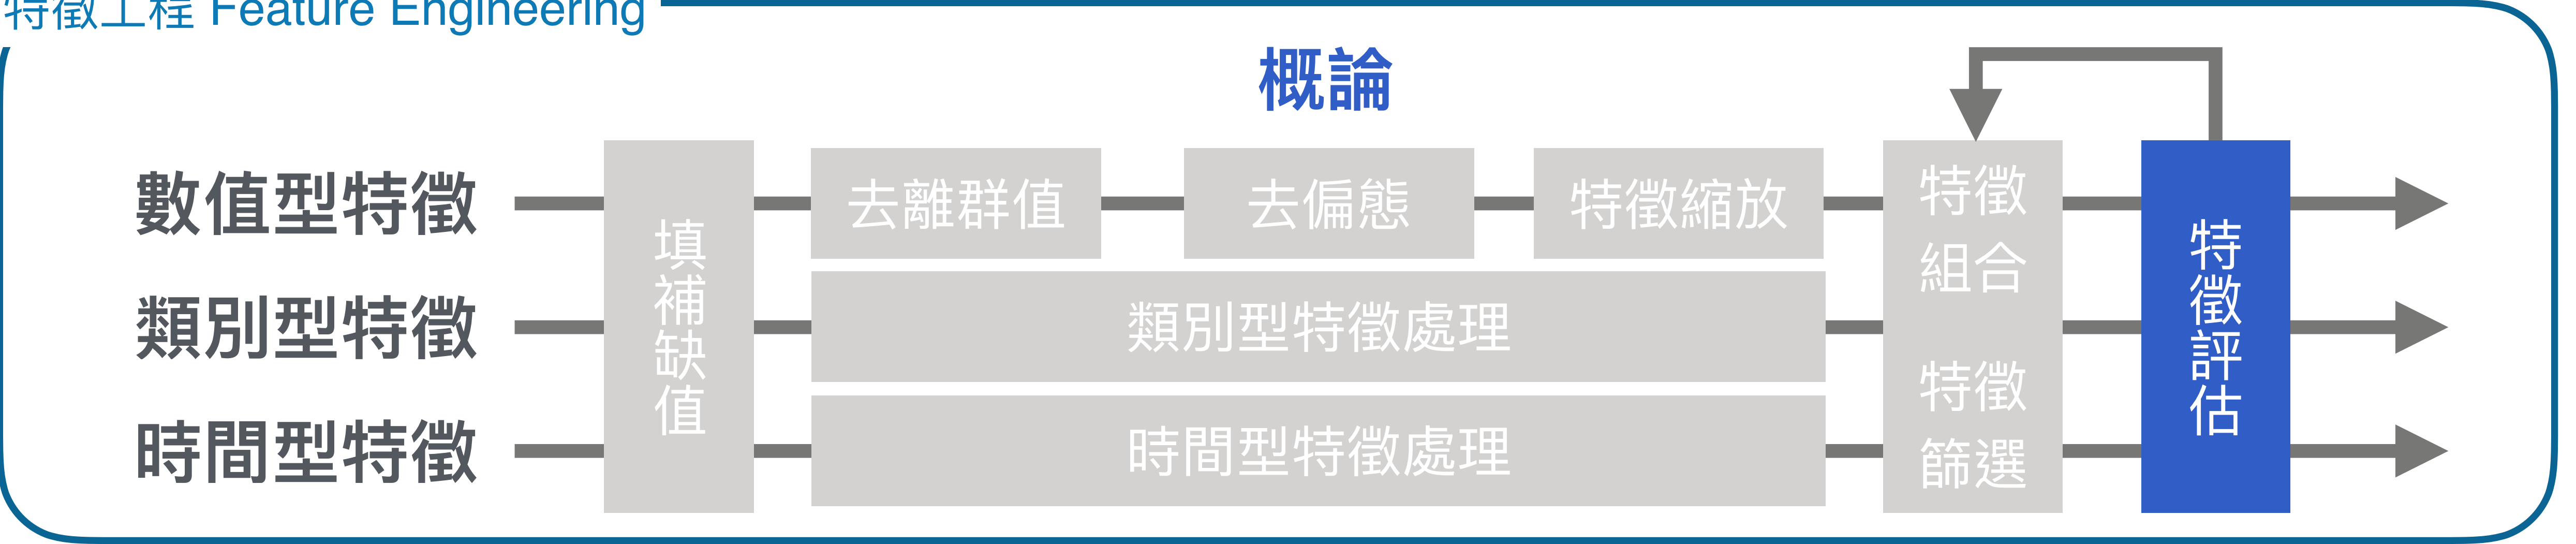 特徵工程 Feature Engineering
概論
數值型特徵
類別型特徵
時間型特徵
填補缺值
去離群值
去偏態
特徵縮放
類別型特徵處理
時間型特徵處理
特徵
組合
特徵
篩選
特徵評估